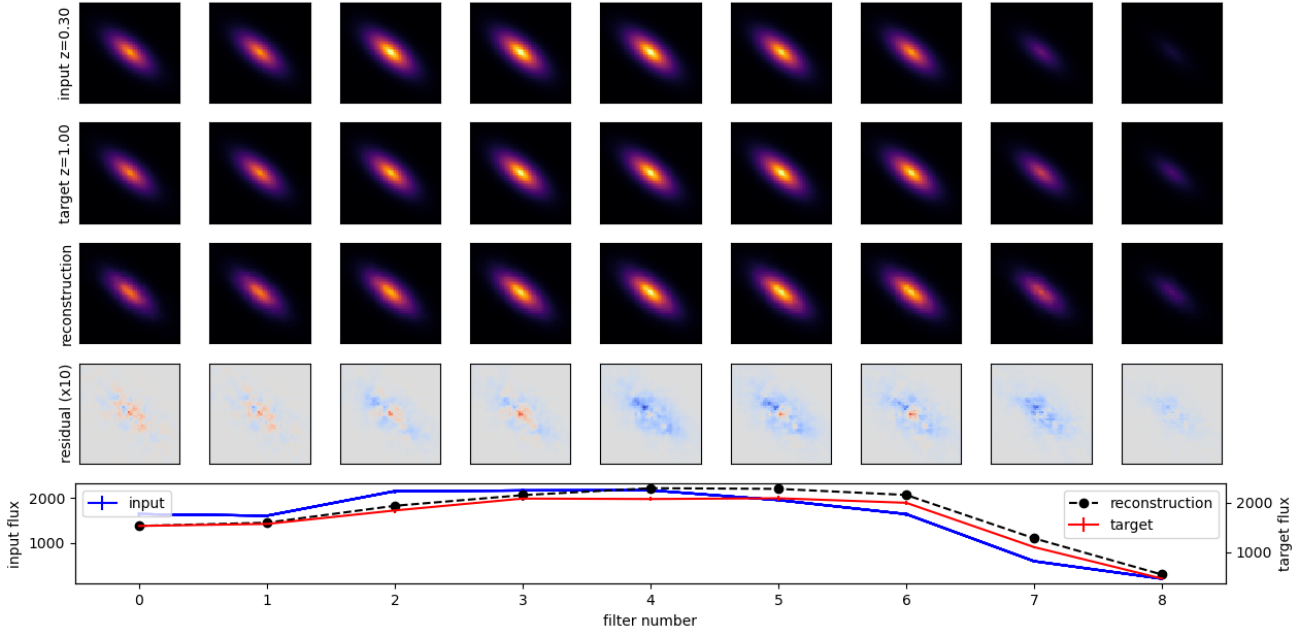 input z=0.30
target z=1.00
reconstruction
residual (x10)
input flux
2000
1000
input
reconstruction
target
2000
1000
target flux
0 1 2 3 4 5 6 7 8
filter number